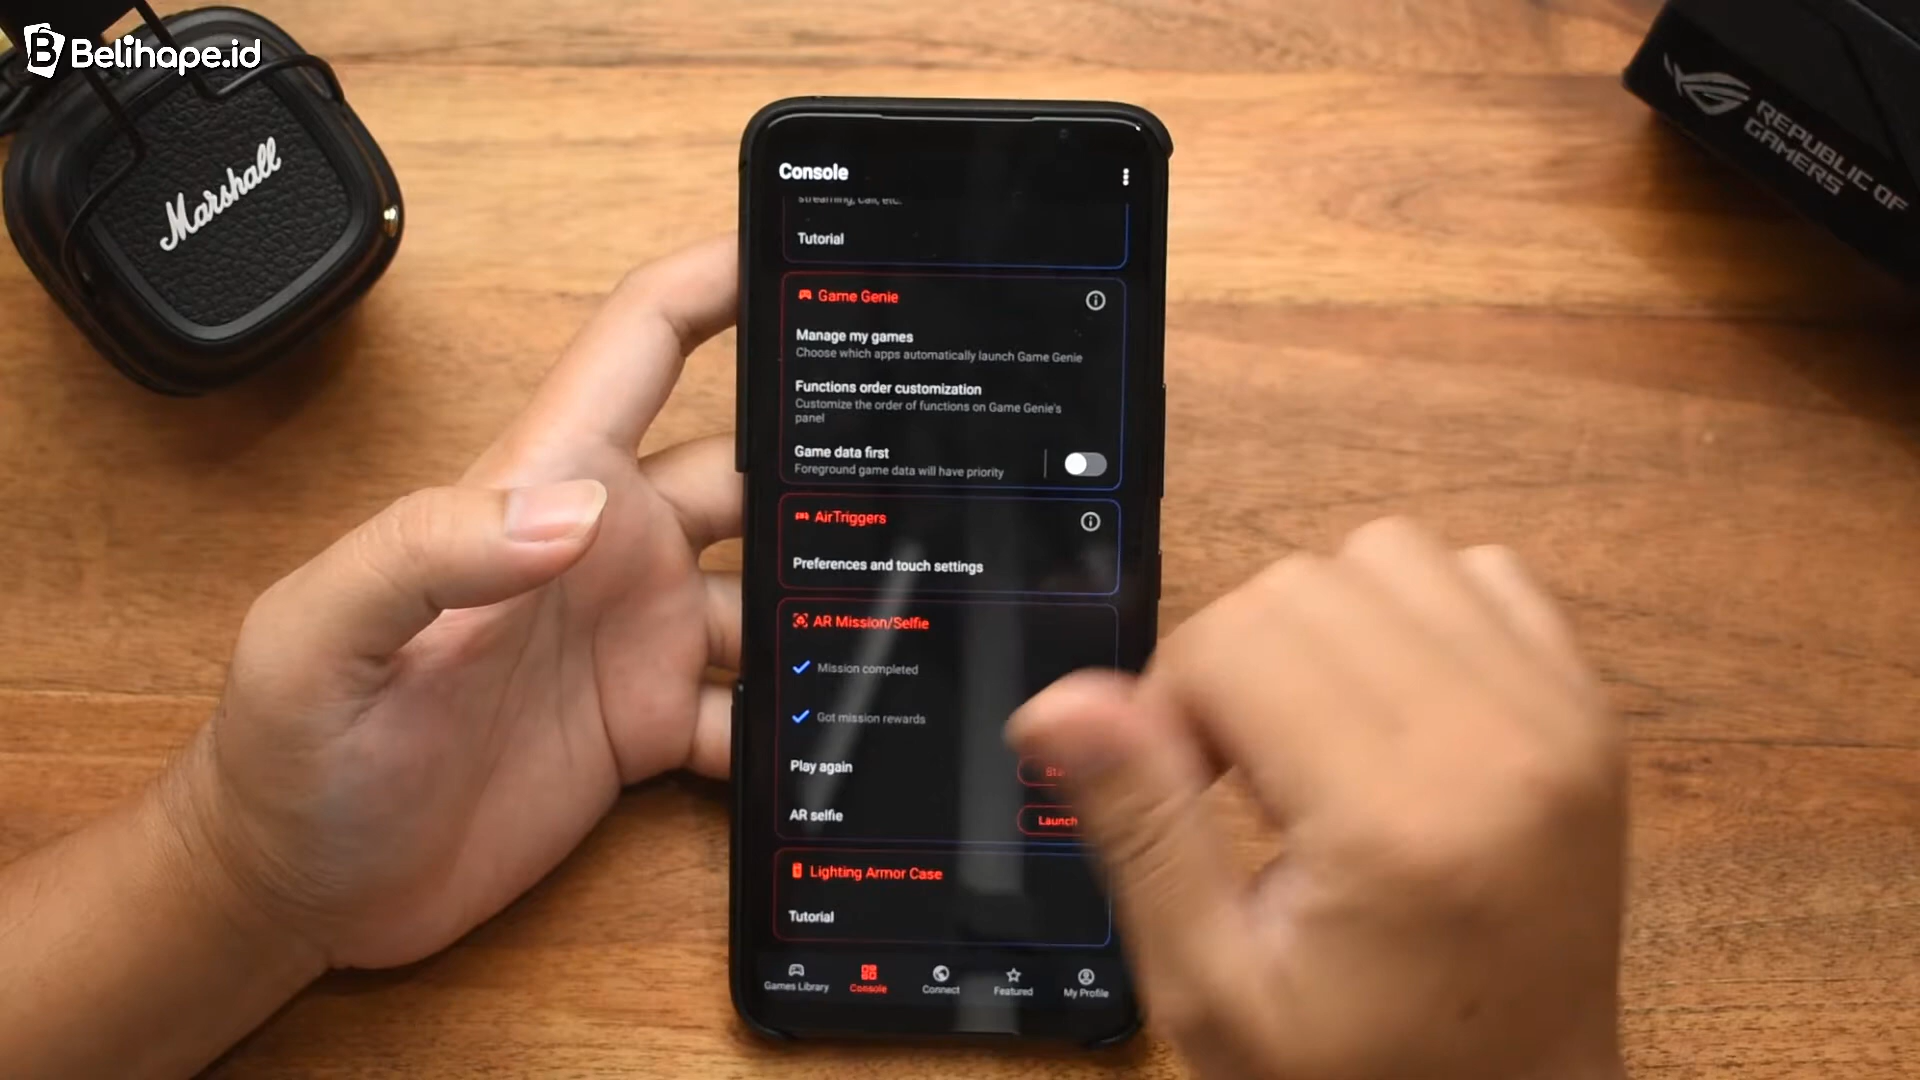 Belihape.id
Marshall
REPUBLIC OF
GAMERS
Console
streaming, call, etc.
Tutorial
Game Genie
Manage my games
Choose which apps automatically launch Game Genie
Functions order customization
Customize the order of functions on Game Genie's
panel
Game data first
Foreground game data will have priority
AirTriggers
Preferences and touch settings
AR Mission/Selfie
Mission completed
Got mission rewards
Play again
AR selfie
Launch
Lighting Armor Case
Tutorial
Games Library
Console
Connect
Featured
My Profile